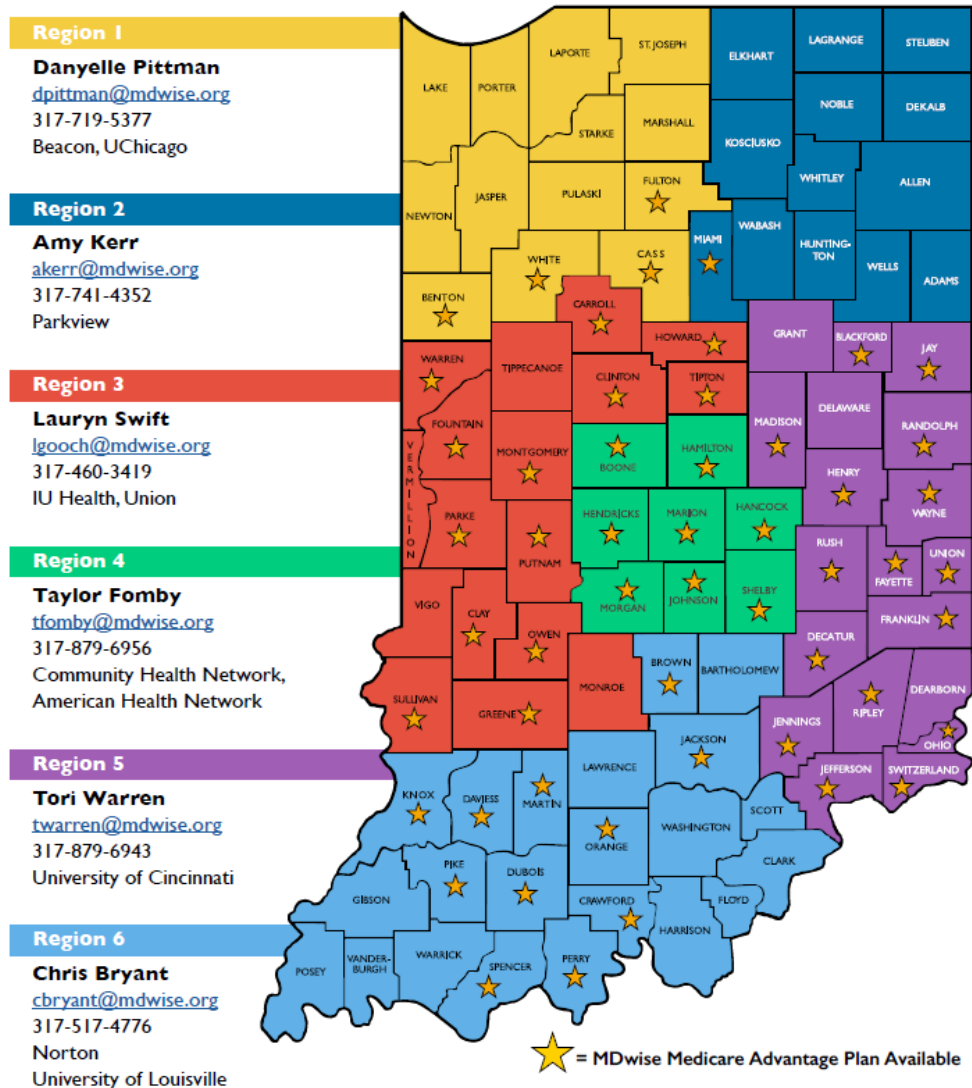 Region 1
Danyelle Pittman
dpittman@mdwise.org
317-719-5377
Beacon, UChicago
Region 2
Amy Kerr
akerr@mdwise.org
317-741-4352
Parkview
Region 3
Lauryn Swift
lgooch@mdwise.org
317-460-3419
IU Health, Union
Region 4
Taylor Fomby
tfomby@mdwise.org
317-879-6956
Community Health Network,
American Health Network
Region 5
Tori Warren
twarren@mdwise.org
317-879-6943
University of Cincinnati
Region 6
Chris Bryant
cbryant@mdwise.org
317-517-4776
Norton
University of Louisville
LAKE
PORTER
LAPORTE
ST. JOSEPH
ELKHART
LAGRANGE
STEUBEN
NOBLE
DEKALB
STARKE
MARSHALL
KOSCIUSKO
WHITLEY
ALLEN
NEWTON
JASPER
PULASKI
FULTON
MIAMI
WABASH
HUNTING-
TON
WELLS
ADAMS
BENTON
WHITE
CASS
CARROLL
HOWARD
GRANT
BLACKFORD
JAY
WARREN
TIPPECANOE
CLINTON
TIPTON
MADISON
DELAWARE
RANDOLPH
FOUNTAIN
VERMILLION
MONTGOMERY
BOONE
HAMILTON
HENRY
WAYNE
PARKE
PUTNAM
HENDRICKS
MARION
HANCOCK
RUSH
FAYETTE
UNION
VIGO
CLAY
OWEN
MORGAN
JOHNSON
SHELBY
DECATUR
FRANKLIN
SULLIVAN
GREENE
MONROE
BROWN
BARTHOLOMEW
JENNINGS
RIPLEY
DEARBORN
OHIO
KNOX
DAVIESS
MARTIN
LAWRENCE
JACKSON
JEFFERSON
SWITZERLAND
SCOTT
WASHINGTON
ORANGE
CLARK
GIBSON
PIKE
DUBOIS
CRAWFORD
FLOYD
HARRISON
POSEY
VANDER-
BURGH
WARRICK
SPENCER
PERRY
= MDwise Medicare Advantage Plan Available